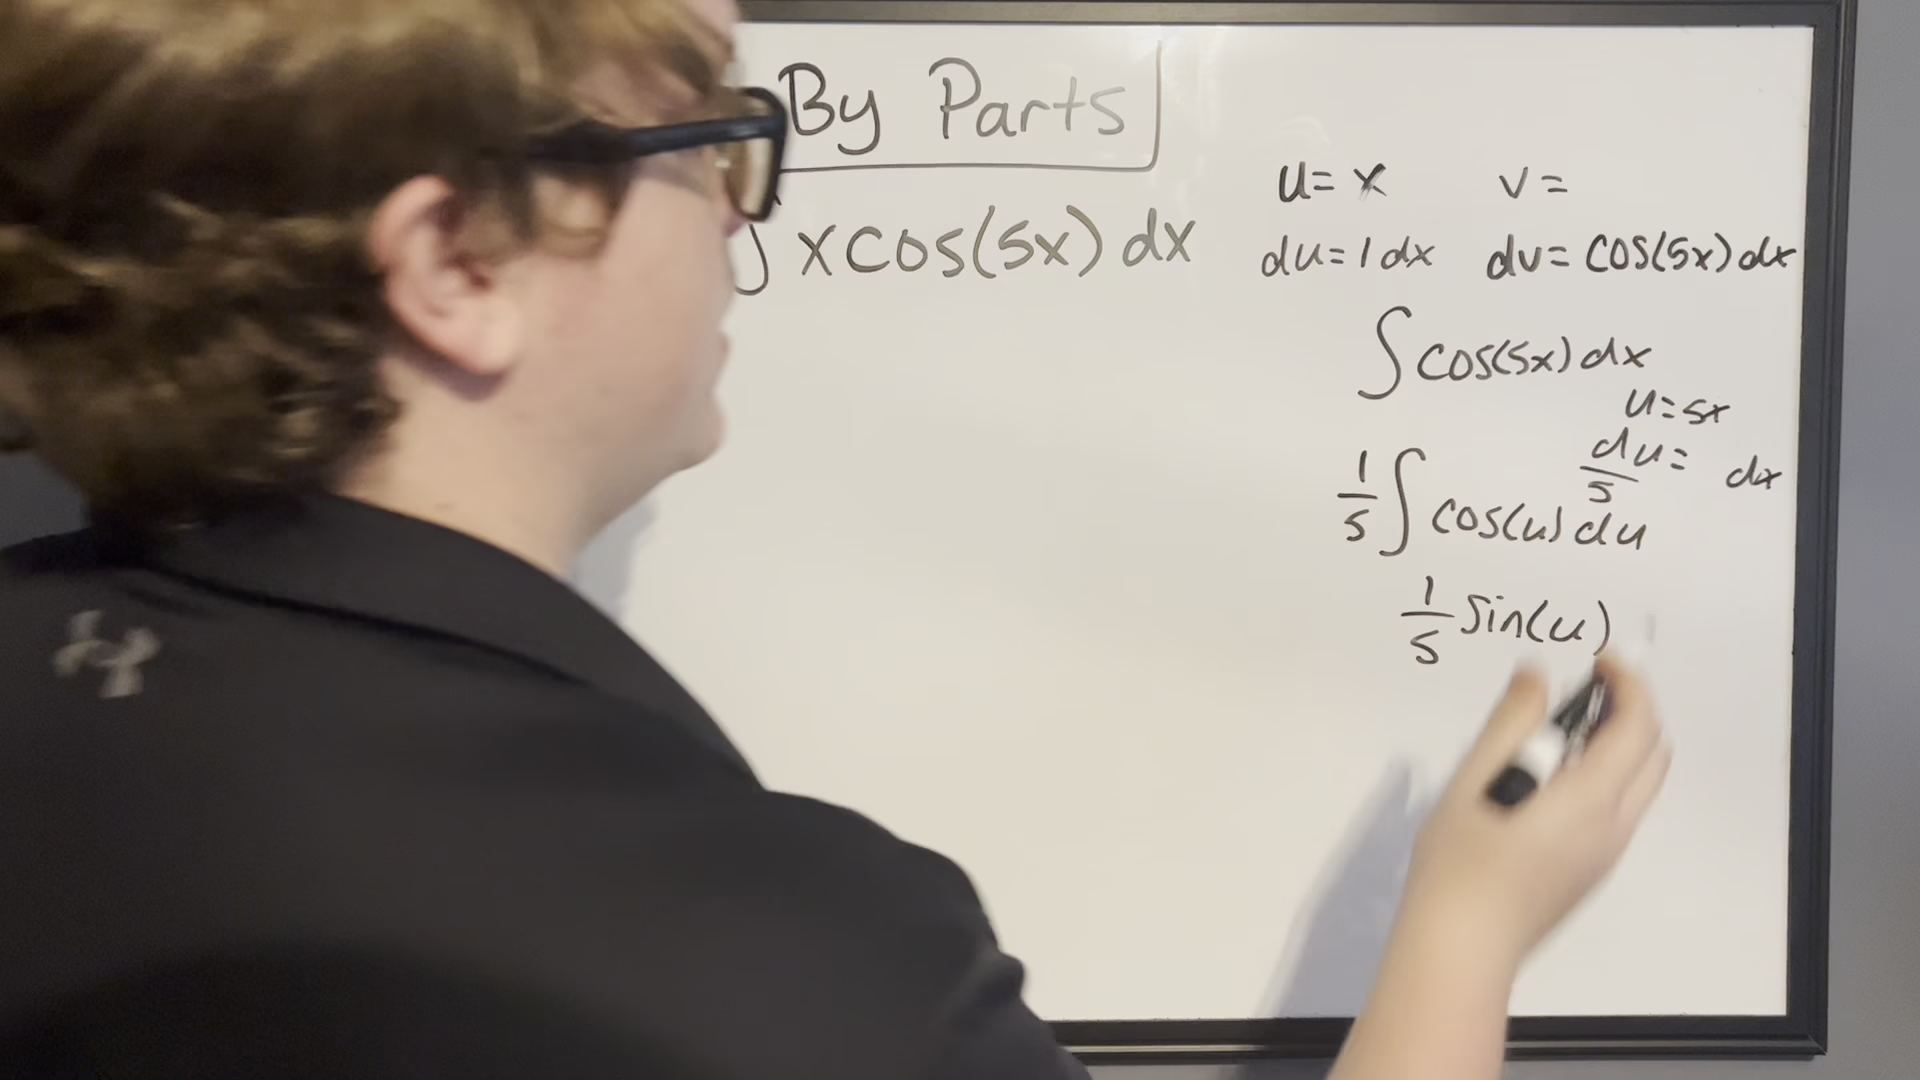 By Parts
∫ x cos(5x) dx
u = x v =
du = 1 dx dv = cos(5x) dx
∫ cos(5x) dx
u = 5x
du/5 = dx
1/5 ∫ cos(u) du
1/5 sin(u)